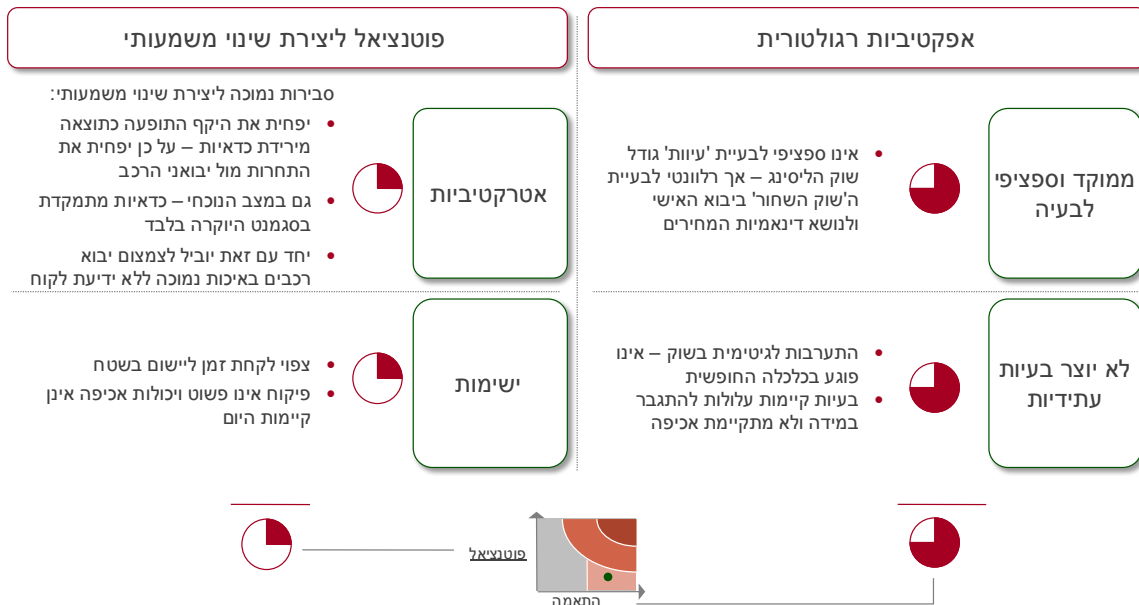 אפקטיביות רגולטורית
ממוקד וספציפי
לבעיה
אינו ספציפי לבעיית 'עיוות' גודל
שוק הליסינג – אך רלוונטי לבעיית
ה'שוק השחור' ביבוא האישי
ולנושא דינאמיות המחירים
לא יוצר בעיות
עתידיות
התערבות לגיטימית בשוק – אינו
פוגע בכלכלה החופשית
בעיות קיימות עלולות להתגבר
במידה ולא מתקיימת אכיפה
פוטנציאל ליצירת שינוי משמעותי
אטרקטיביות
סבירות נמוכה ליצירת שינוי משמעותי:
יפחית את היקף התופעה כתוצאה
מירידת כדאיות – על כן יפחית את
התחרות מול יבואני הרכב
גם במצב הנוכחי – כדאיות מתמקדת
בסגמנט היוקרה בלבד
יחד עם זאת יוביל לצמצום יבוא
רכבים באיכות נמוכה ללא ידיעת לקוח
ישימות
צפוי לקחת זמן ליישום בשטח
פיקוח אינו פשוט ויכולות אכיפה אינן
קיימות היום
פוטנציאל
התאמה